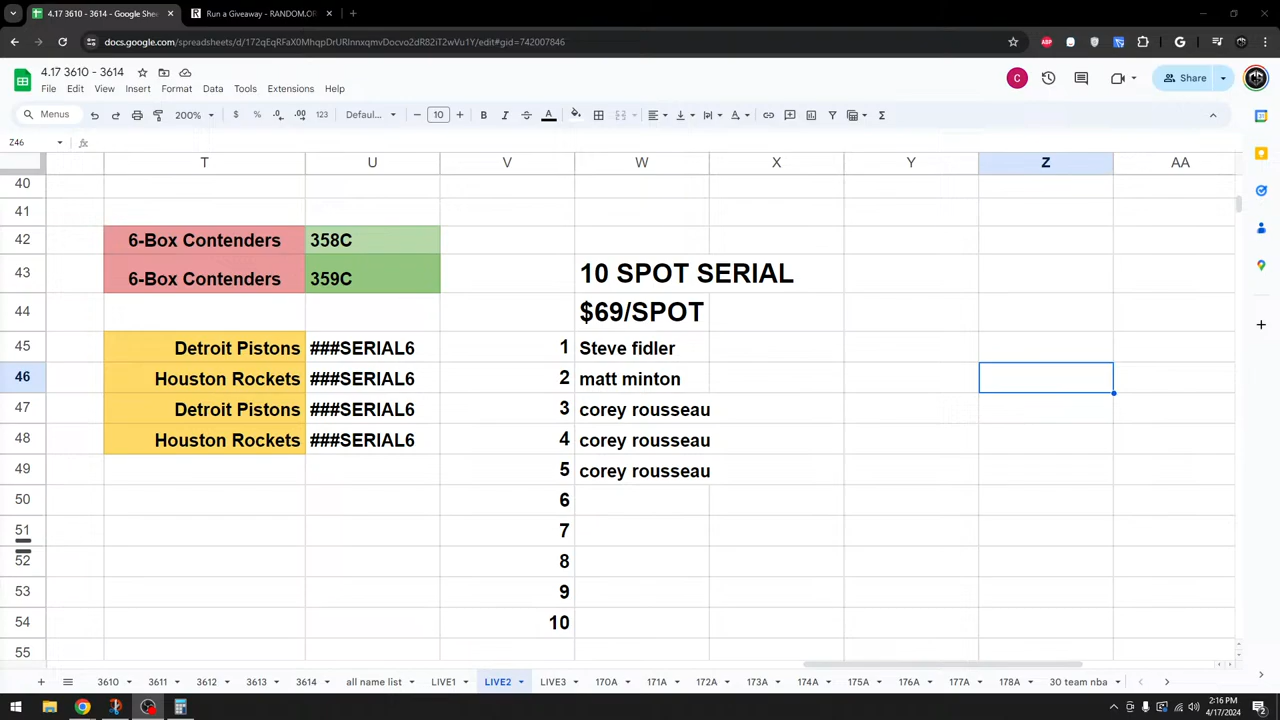 4.17 3610 - 3614 - Google Shee
Run a Giveaway - RANDOM.OR
docs.google.com/spreadsheets/d/172qEqRFaX0MhqpDrURInnxqmvDocvo2dR82iT2wVu1Y/edit#gid=742007846
4.17 3610 - 3614
File Edit View Insert Format Data Tools Extensions Help
C
Share
Menus 200% $ % .0 .00 123 Defaul... 10 B I A
Z46
T U V W X Y Z AA
40
41
42 6-Box Contenders 358C
43 6-Box Contenders 359C 10 SPOT SERIAL
44 $69/SPOT
45 Detroit Pistons ###SERIAL6 1 Steve fidler
46 Houston Rockets ###SERIAL6 2 matt minton
47 Detroit Pistons ###SERIAL6 3 corey rousseau
48 Houston Rockets ###SERIAL6 4 corey rousseau
49 5 corey rousseau
50 6
51 7
52 8
53 9
54 10
55
3610 3611 3612 3613 3614 all name list LIVE1 LIVE2 LIVE3 170A 171A 172A 173A 174A 175A 176A 177A 178A 30 team nba
2:16 PM
4/17/2024